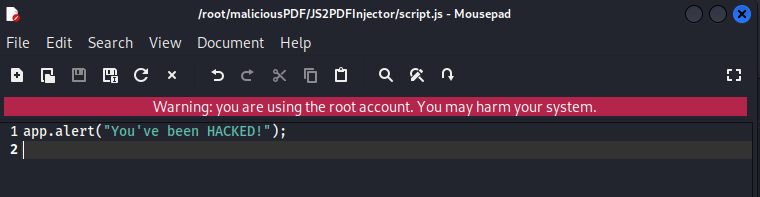 /root/maliciousPDF/JS2PDFInjector/script.js - Mousepad
File Edit Search View Document Help
Warning: you are using the root account. You may harm your system.
1 app.alert("You've been HACKED!");
2